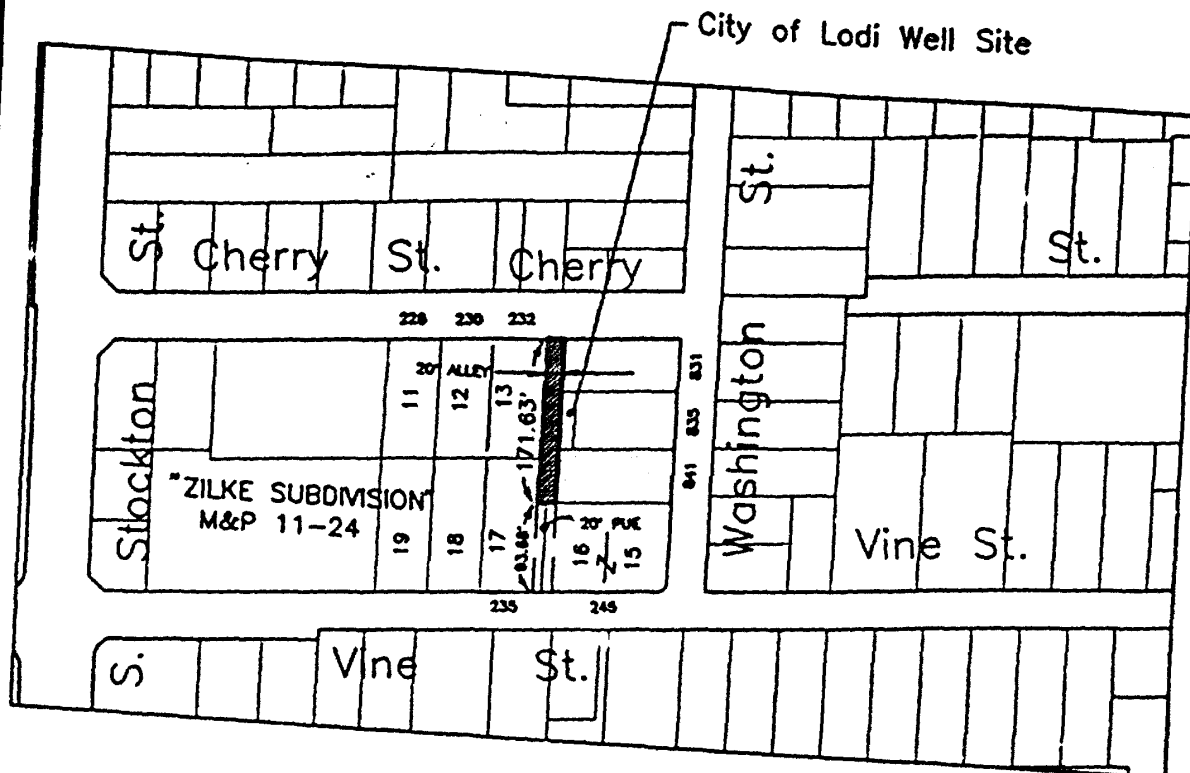 City of Lodi Well Site
St.
St.
Cherry St. Cherry
St.
228 230 232
20' ALLEY
11
12
13
171.63'
831
835
841
Stockton
Washington
"ZILKE SUBDIVISION"
M&P 11-24
19
18
17
93.68'
20' PUE
16
Z
15
Vine St.
235 245
S.
Vine St.